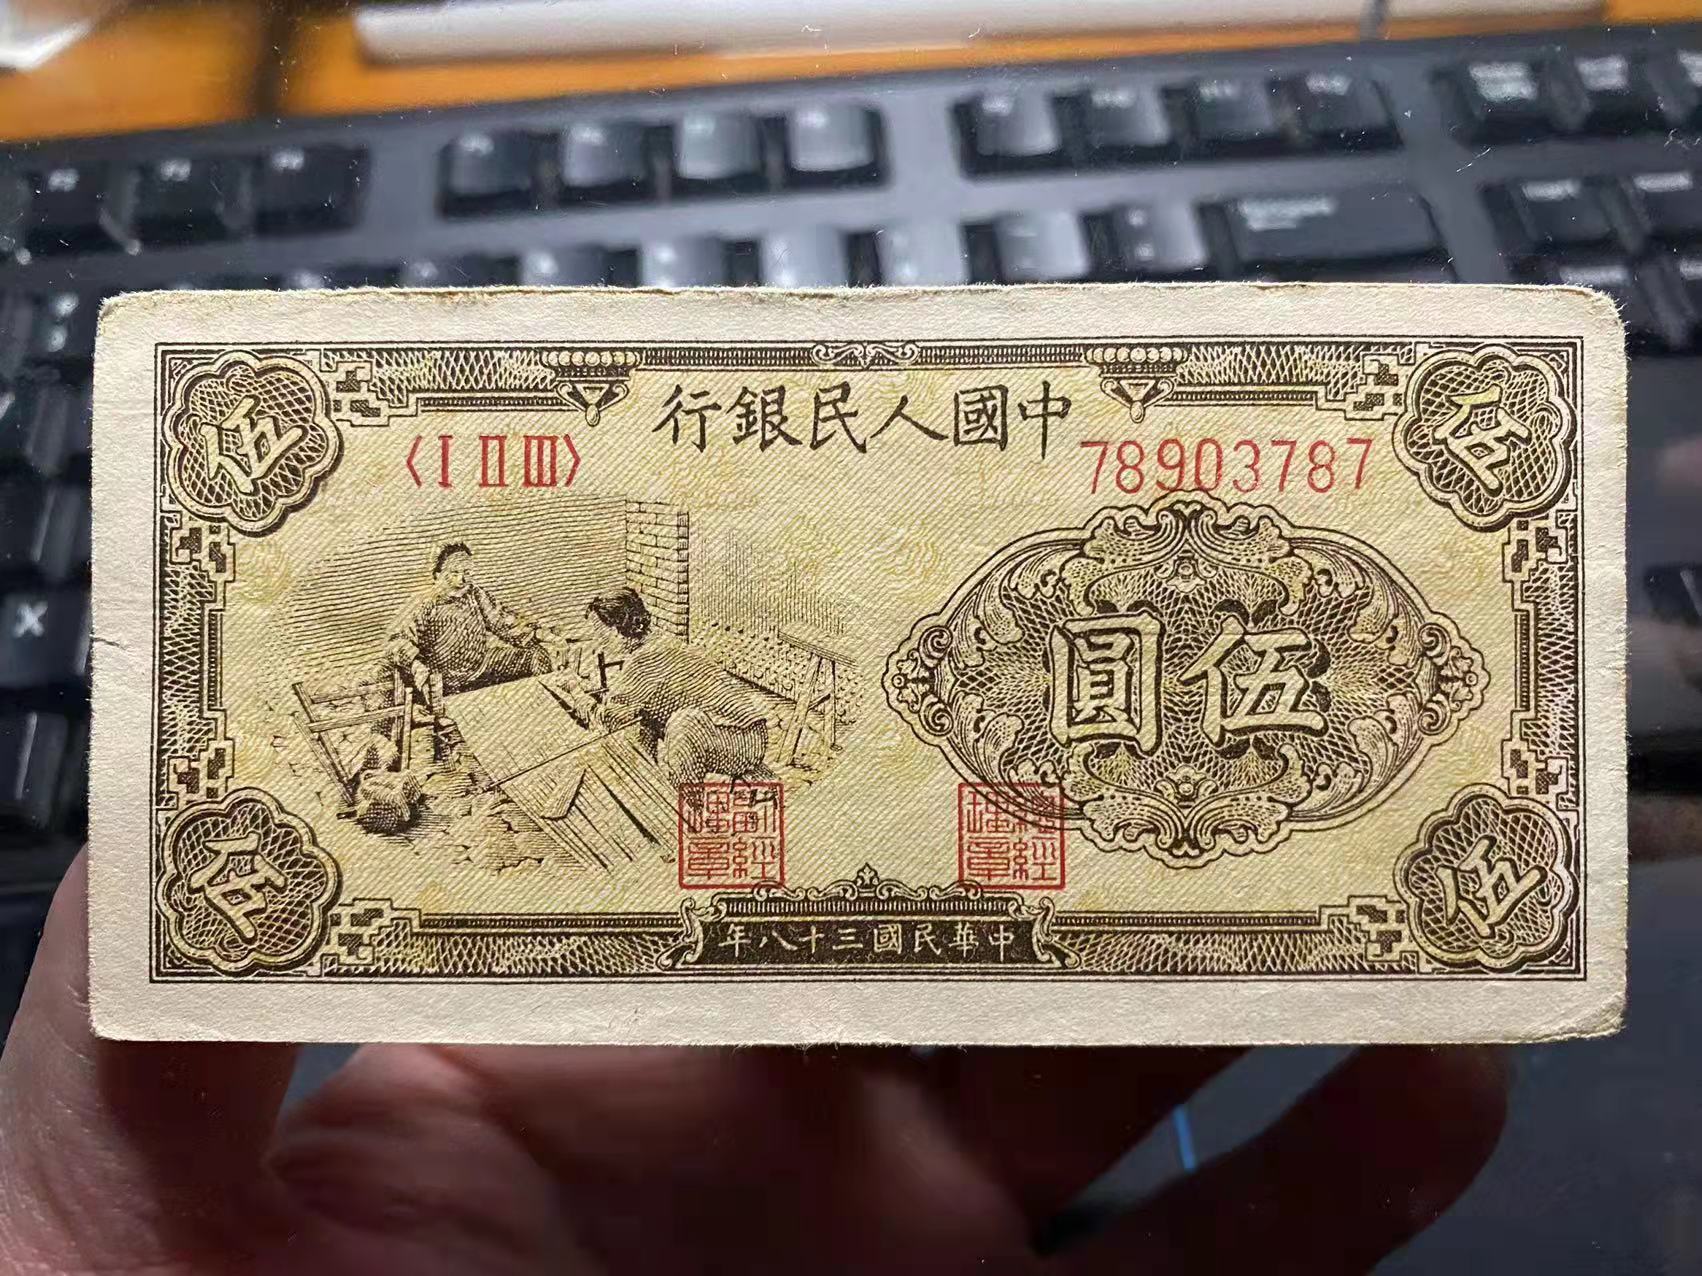 中國人民銀行
〈I II III〉
78903787
伍
伍
伍圓
伍
伍
中華民國三十八年
X